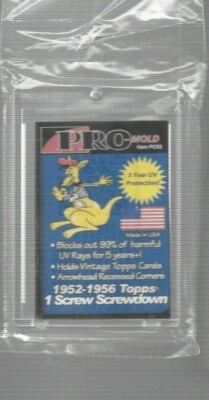 PRO MOLD
Item PC52
5 Year UV
Protection!
Made in USA
• Blocks out 99% of harmful
UV Rays for 5 years+!
• Holds Vintage Topps Cards
• Arrowhead Recessed Corners
1952-1956 Topps
1 Screw Screwdown